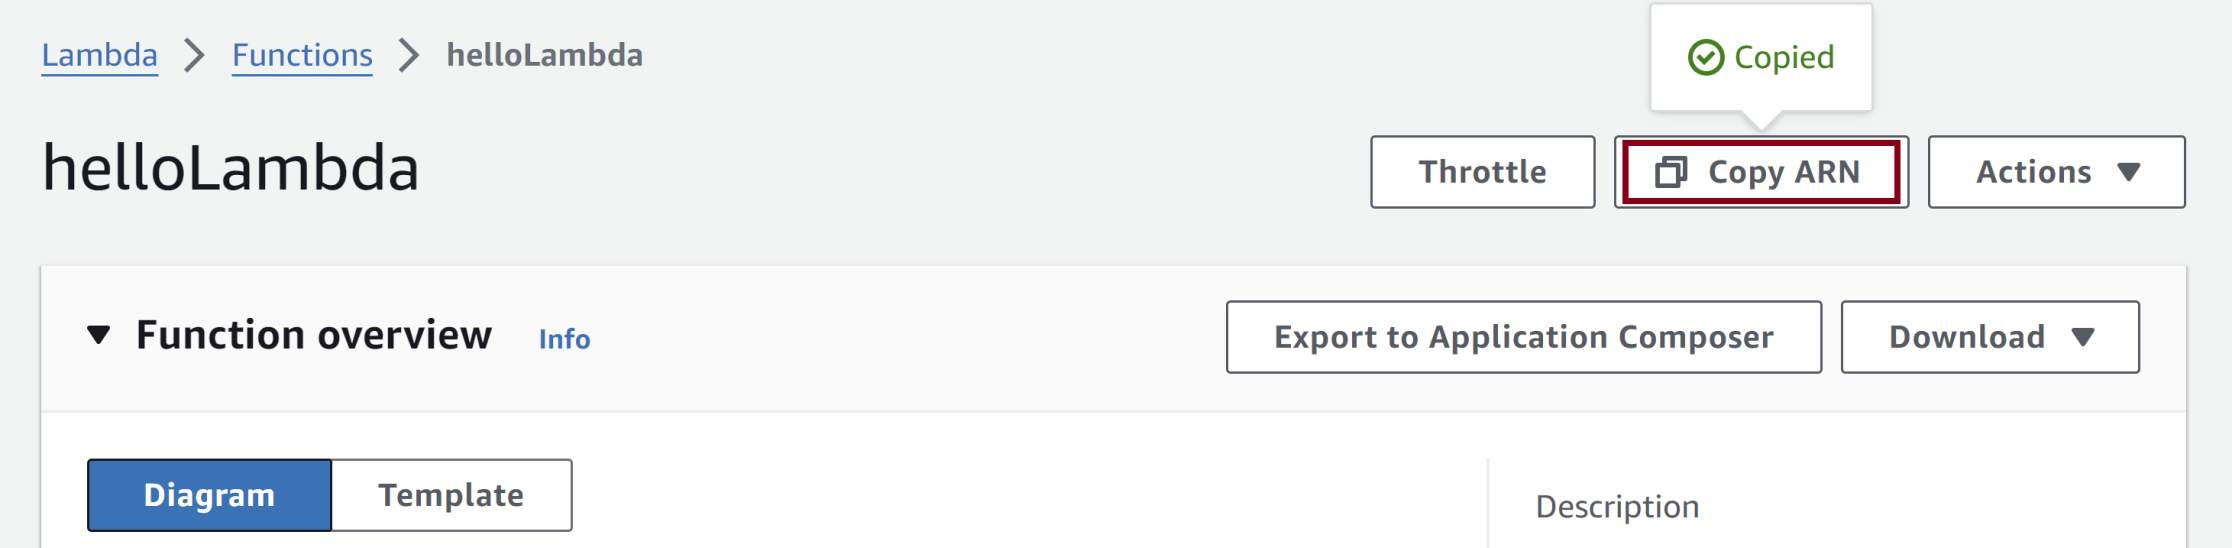 Lambda > Functions > helloLambda
Copied
helloLambda
Throttle
Copy ARN
Actions
Function overview
Info
Export to Application Composer
Download
Diagram
Template
Description